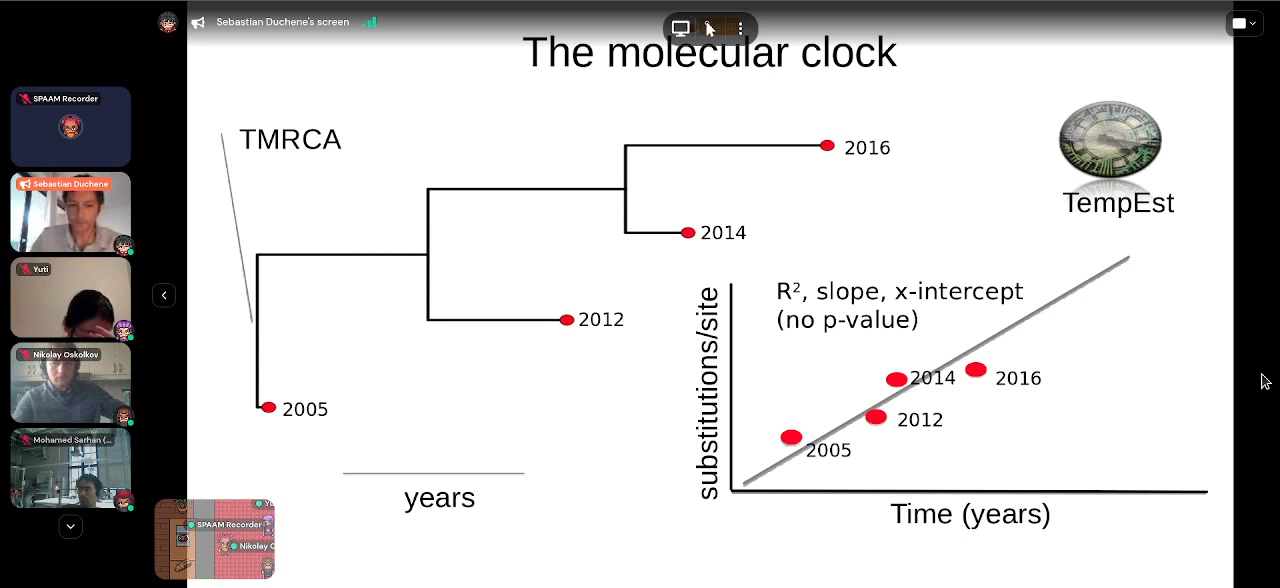 Sebastian Duchene's screen
The molecular clock
SPAAM Recorder
Sebastian Duchene
Yuti
Nikolay Oskolkov
Mohamed Sarhan (...
TMRCA
2016
2014
2012
2005
years
TempEst
R², slope, x-intercept
(no p-value)
substitutions/site
2014
2016
2012
2005
Time (years)
SPAAM Recorder
Nikolay O